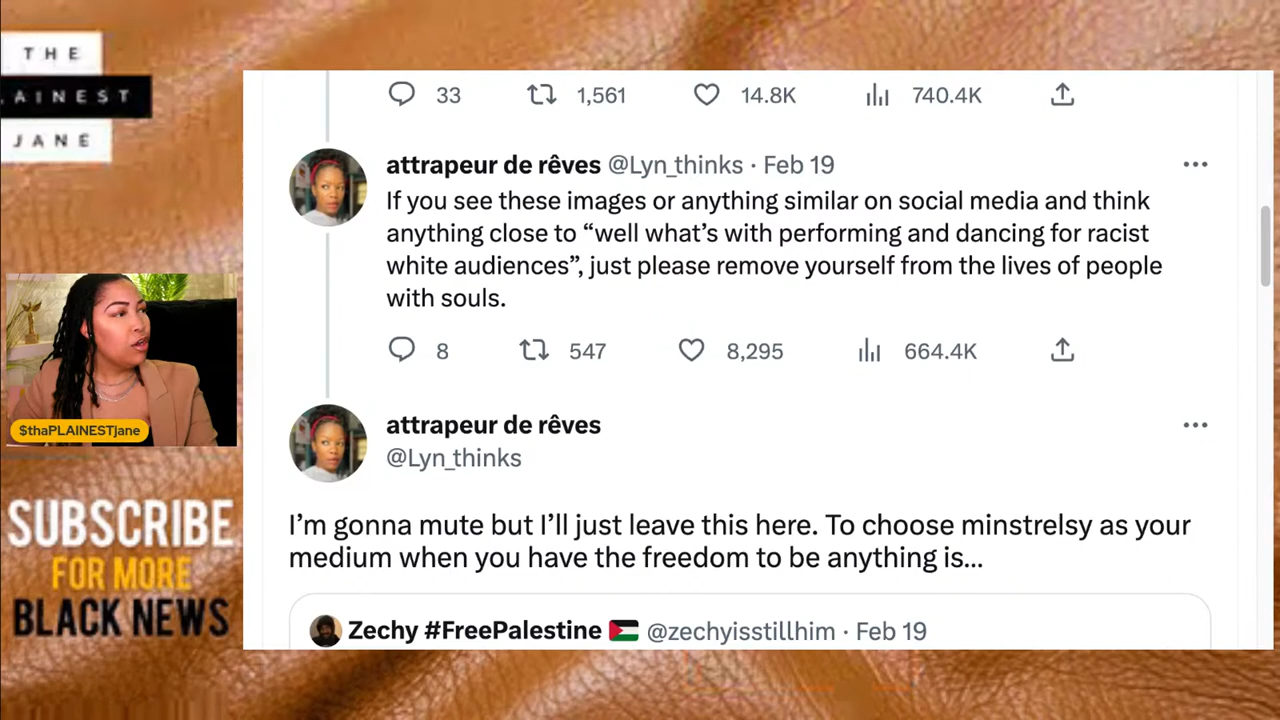 THE
LAINEST
JANE
33 1,561 14.8K 740.4K
attrapeur de rêves @Lyn_thinks · Feb 19
If you see these images or anything similar on social media and think
anything close to “well what’s with performing and dancing for racist
white audiences”, just please remove yourself from the lives of people
with souls.
8 547 8,295 664.4K
attrapeur de rêves
@Lyn_thinks
I’m gonna mute but I’ll just leave this here. To choose minstrelsy as your
medium when you have the freedom to be anything is...
Zechy #FreePalestine @zechyisstillhim · Feb 19
$thaPLAINESTjane
SUBSCRIBE
FOR MORE
BLACK NEWS